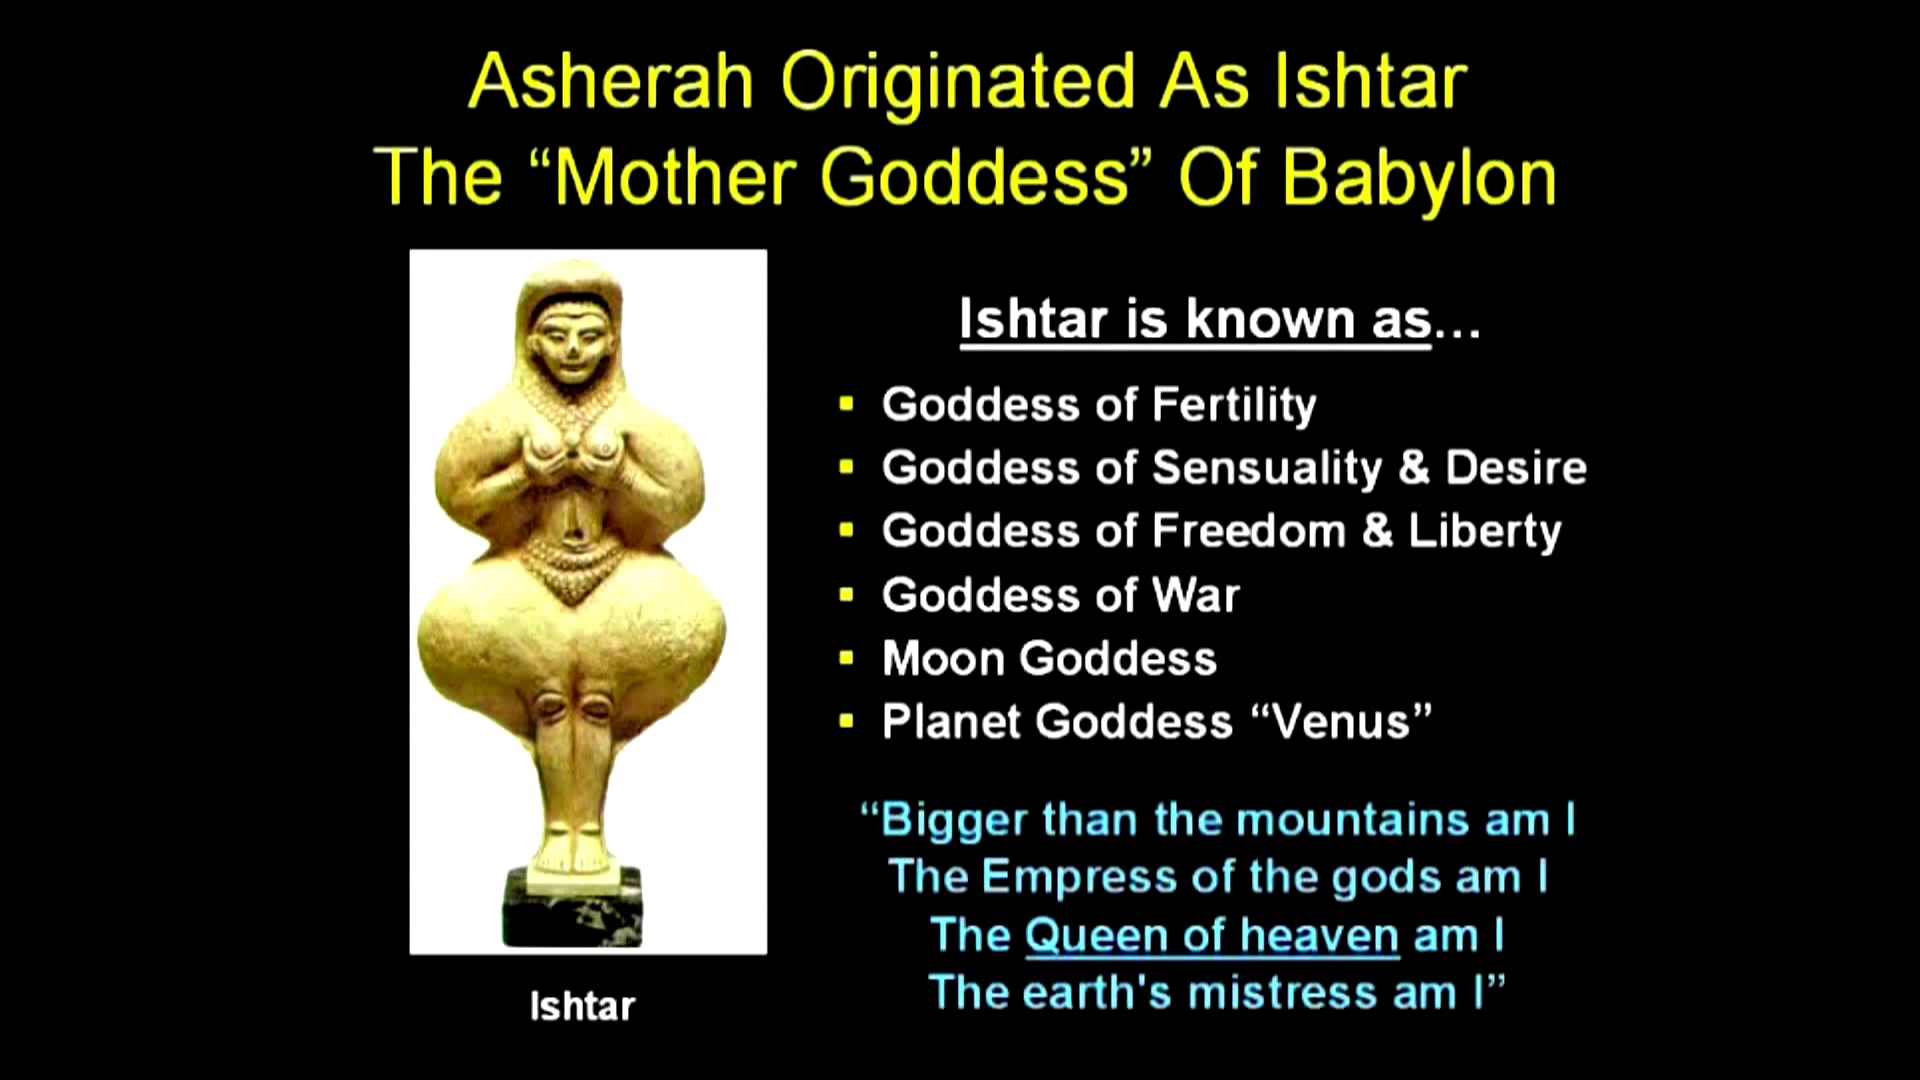 Asherah Originated As Ishtar
The “Mother Goddess” Of Babylon
Ishtar is known as…
▪ Goddess of Fertility
▪ Goddess of Sensuality & Desire
▪ Goddess of Freedom & Liberty
▪ Goddess of War
▪ Moon Goddess
▪ Planet Goddess “Venus”
“Bigger than the mountains am I
The Empress of the gods am I
The Queen of heaven am I
The earth's mistress am I”
Ishtar